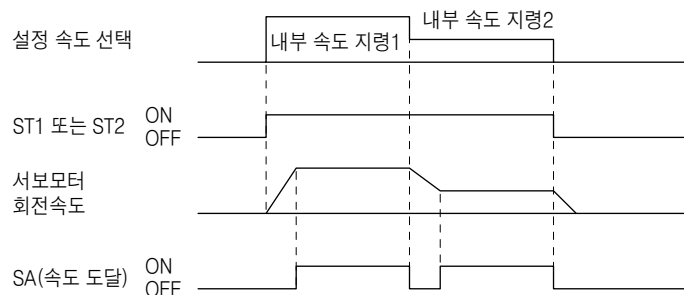 내부 속도 지령2
설정 속도 선택
내부 속도 지령1
ST1 또는 ST2
ON
OFF
서보모터
회전속도
SA(속도 도달)
ON
OFF